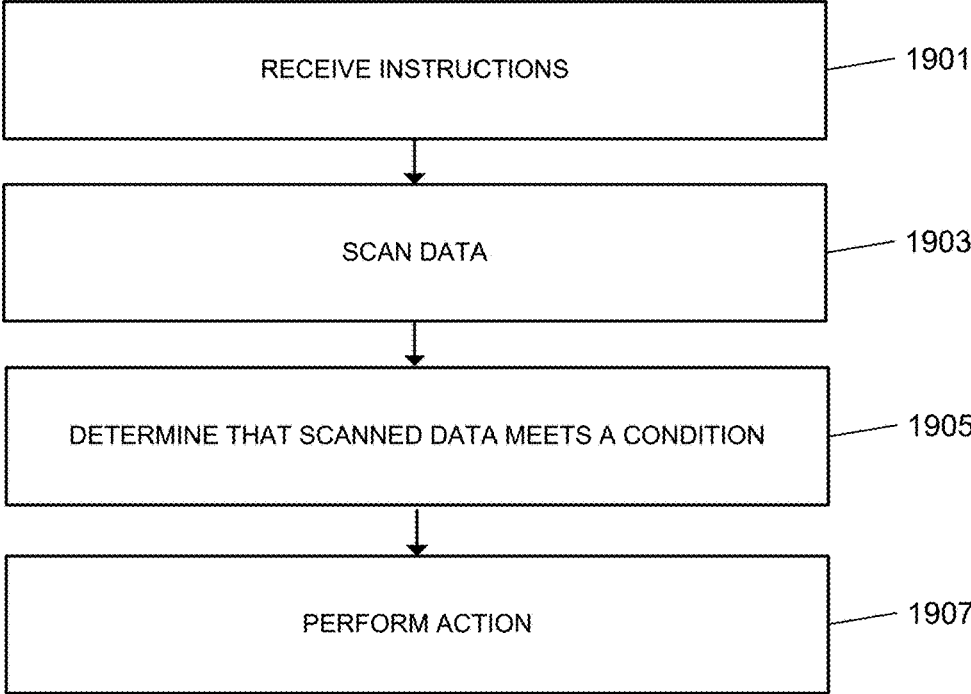 RECEIVE INSTRUCTIONS
1901
SCAN DATA
1903
DETERMINE THAT SCANNED DATA MEETS A CONDITION
1905
PERFORM ACTION
1907